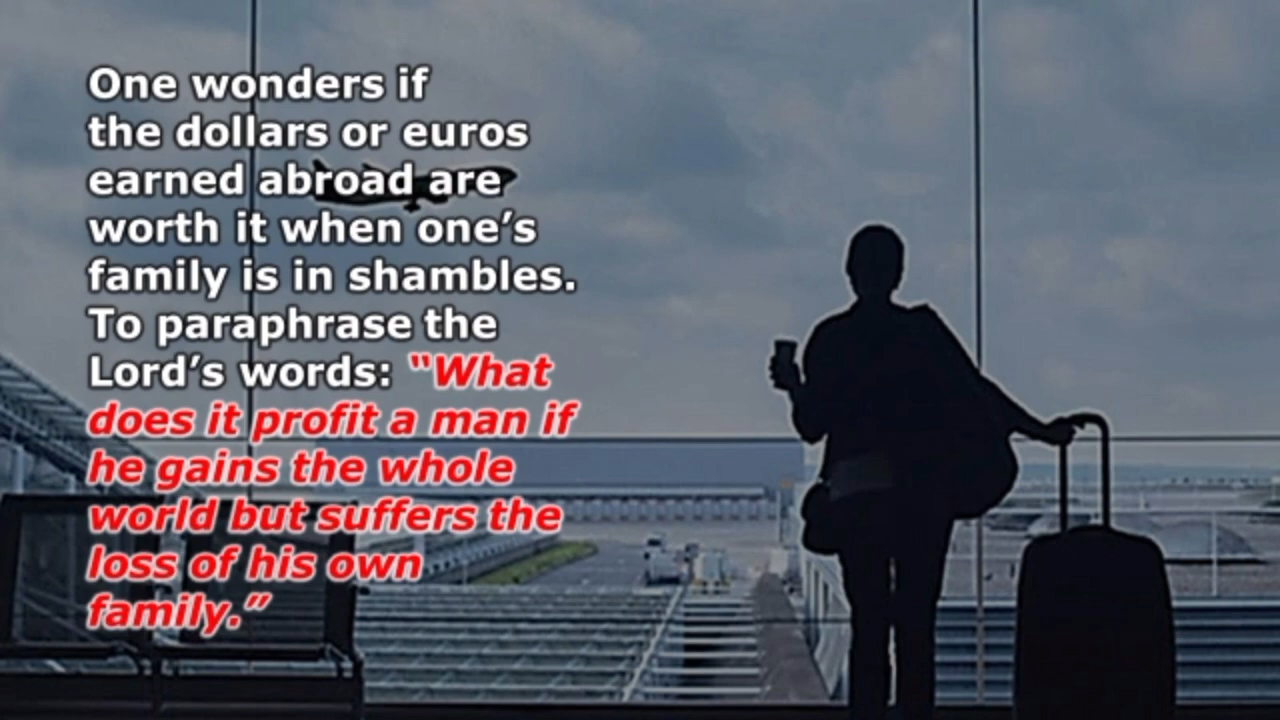 One wonders if
the dollars or euros
earned abroad are
worth it when one’s
family is in shambles.
To paraphrase the
Lord’s words: “What
does it profit a man if
he gains the whole
world but suffers the
loss of his own
family.”